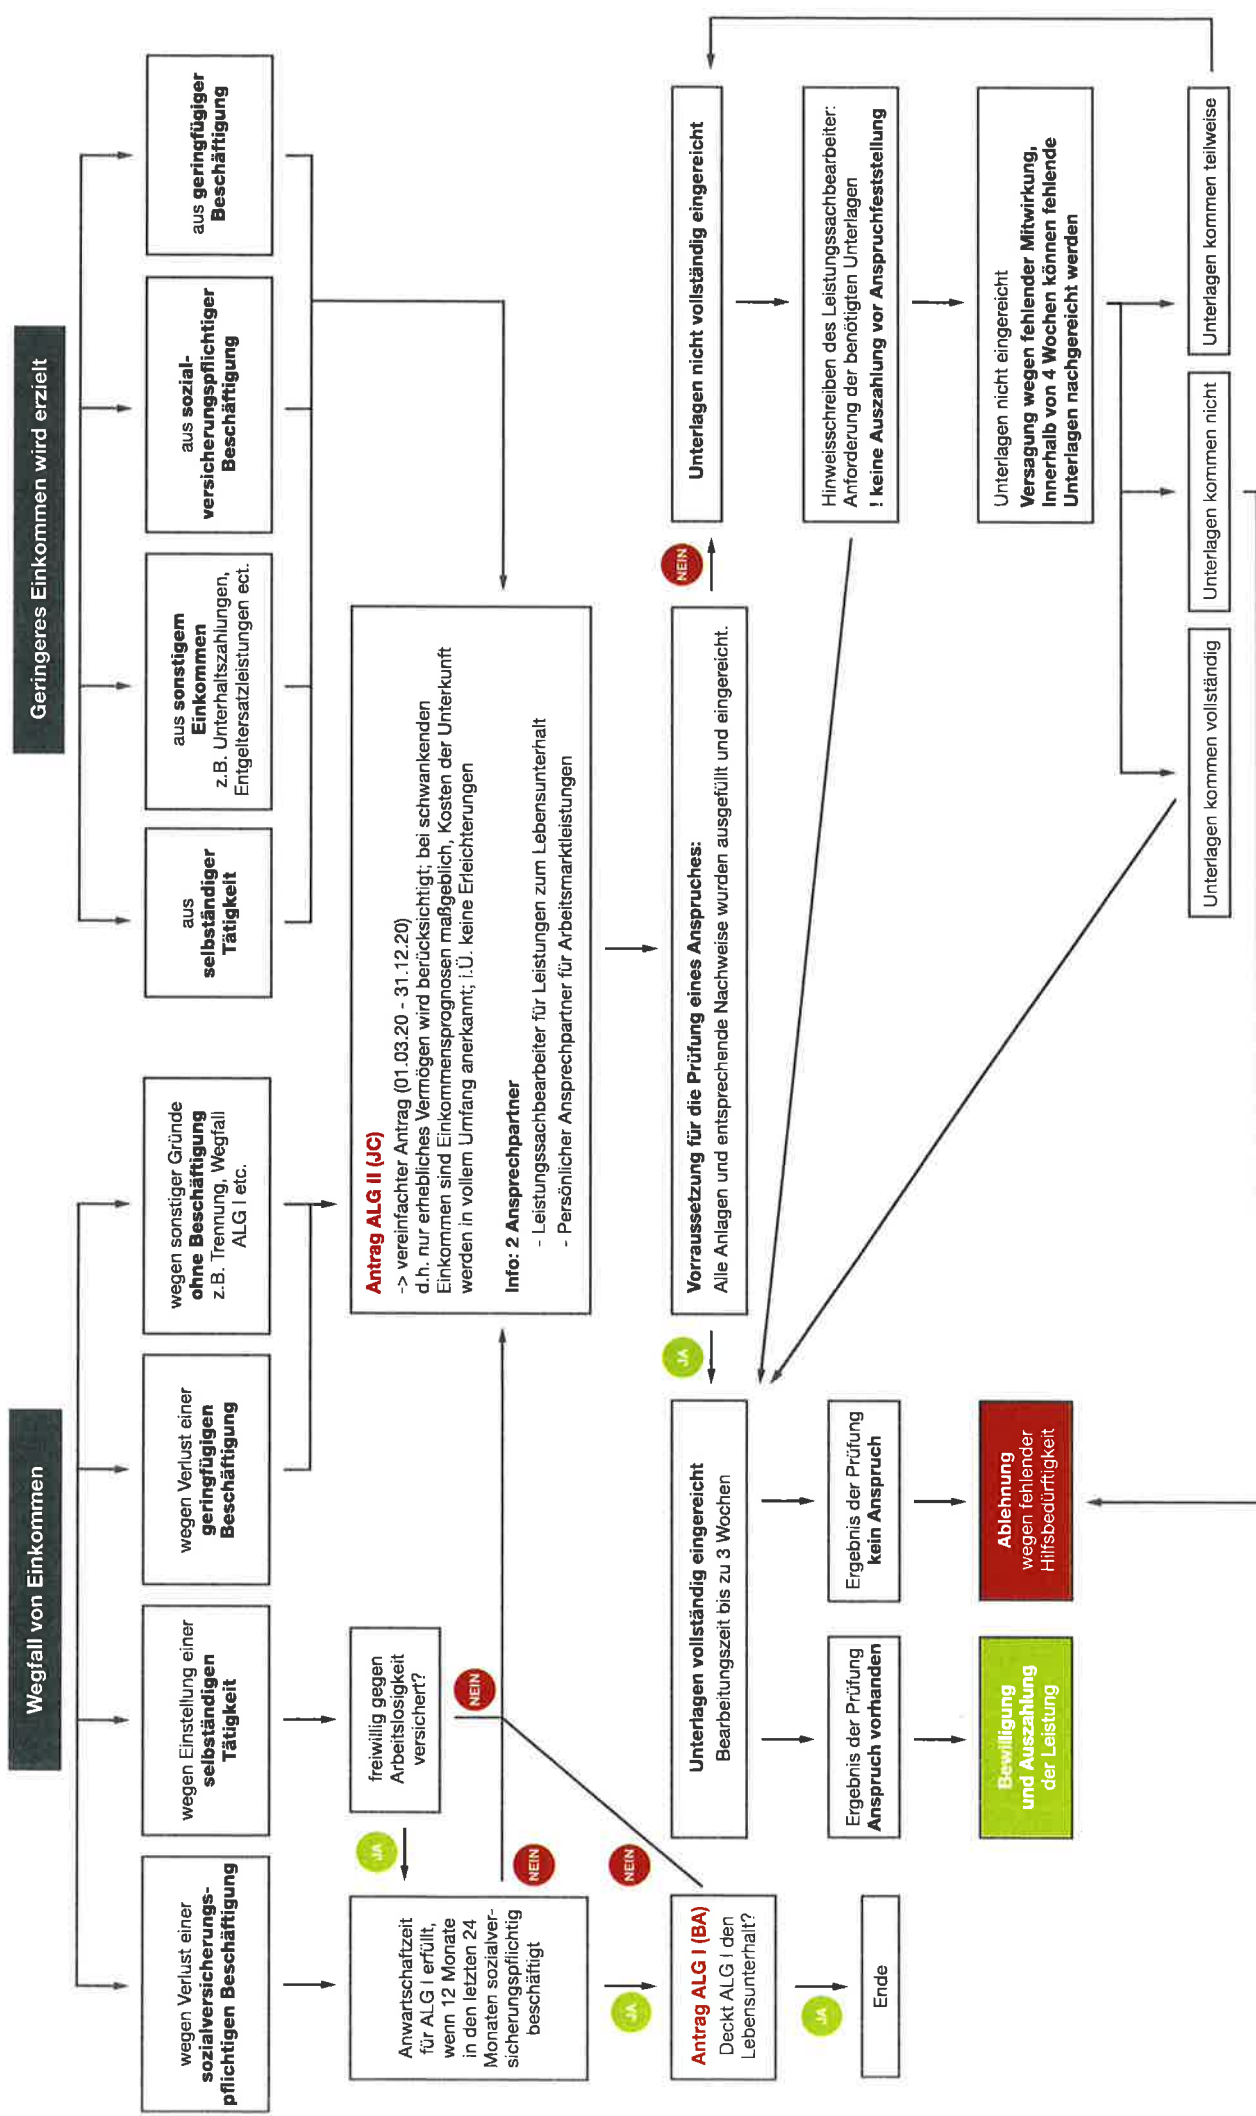 Wegfall von Einkommen
wegen Verlust einer
sozialversicherungs-
pflichtigen Beschäftigung
wegen Einstellung einer
selbständigen
Tätigkeit
wegen Verlust einer
geringfügigen
Beschäftigung
wegen sonstiger Gründe
ohne Beschäftigung
z.B. Trennung, Wegfall
ALG I etc.
Geringeres Einkommen wird erzielt
aus
selbständiger
Tätigkeit
aus sonstigem
Einkommen
z.B. Unterhaltszahlungen,
Entgeltersatzleistungen ect.
aus sozial-
versicherungspflichtiger
Beschäftigung
aus geringfügiger
Beschäftigung
freiwillig gegen
Arbeitslosigkeit
versichert?
JA
NEIN
Anwartschaftzeit
für ALG I erfüllt,
wenn 12 Monate
in den letzten 24
Monaten sozialver-
sicherungspflichtig
beschäftigt
NEIN
JA
Antrag ALG II (JC)
-> vereinfachter Antrag (01.03.20 - 31.12.20)
d.h. nur erhebliches Vermögen wird berücksichtigt; bei schwankenden
Einkommen sind Einkommensprognosen maßgeblich, Kosten der Unterkunft
werden in vollem Umfang anerkannt; i.Ü. keine Erleichterungen
Info: 2 Ansprechpartner
- Leistungssachbearbeiter für Leistungen zum Lebensunterhalt
- Persönlicher Ansprechpartner für Arbeitsmarktleistungen
Antrag ALG I (BA)
Deckt ALG I den
Lebensunterhalt?
NEIN
JA
Ende
Vorraussetzung für die Prüfung eines Anspruches:
Alle Anlagen und entsprechende Nachweise wurden ausgefüllt und eingereicht.
JA
NEIN
Unterlagen vollständig eingereicht
Bearbeitungszeit bis zu 3 Wochen
Ergebnis der Prüfung
Anspruch vorhanden
Ergebnis der Prüfung
kein Anspruch
Bewilligung
und Auszahlung
der Leistung
Ablehnung
wegen fehlender
Hilfsbedürftigkeit
Unterlagen nicht vollständig eingereicht
Hinweisschreiben des Leistungssachbearbeiter:
Anforderung der benötigten Unterlagen
! keine Auszahlung vor Anspruchfeststellung
Unterlagen nicht eingereicht
Versagung wegen fehlender Mitwirkung,
Innerhalb von 4 Wochen können fehlende
Unterlagen nachgereicht werden
Unterlagen kommen vollständig
Unterlagen kommen nicht
Unterlagen kommen teilweise